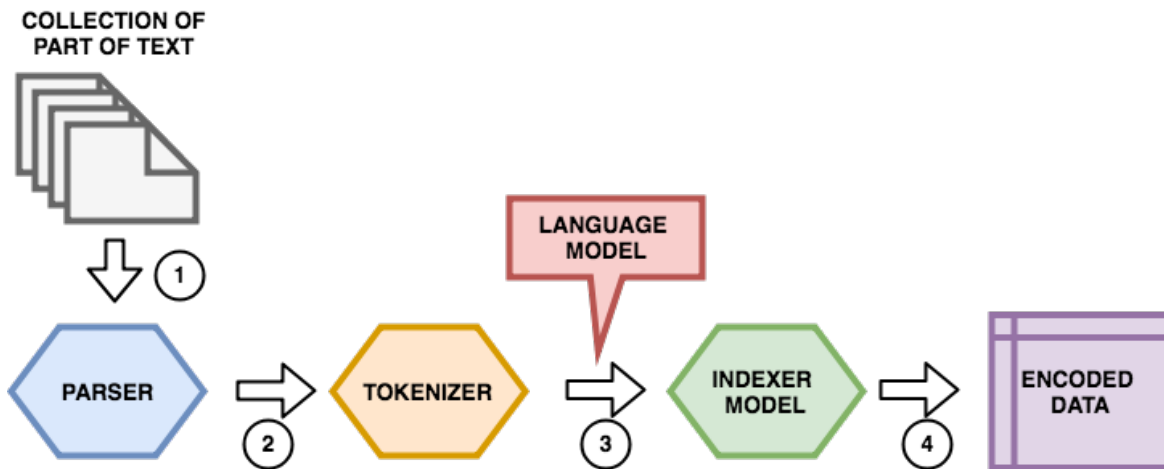 COLLECTION OF
PART OF TEXT
1
LANGUAGE
MODEL
PARSER
2
TOKENIZER
3
INDEXER
MODEL
4
ENCODED
DATA